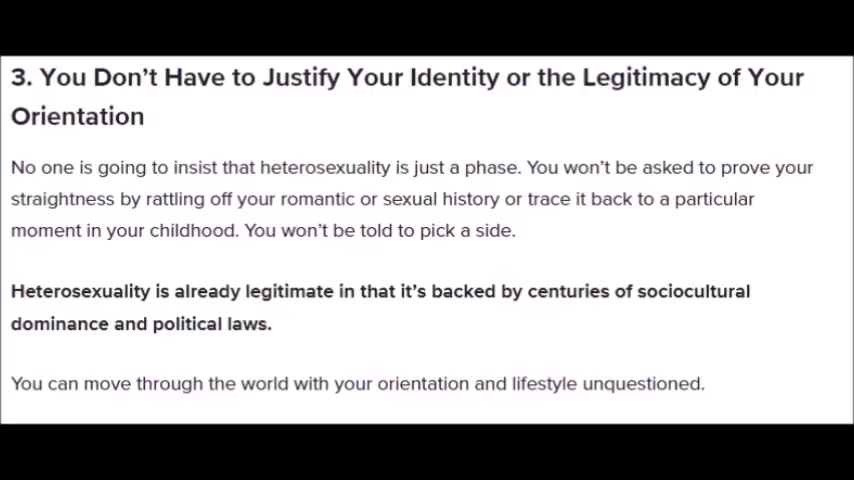 3. You Don’t Have to Justify Your Identity or the Legitimacy of Your
Orientation
No one is going to insist that heterosexuality is just a phase. You won’t be asked to prove your
straightness by rattling off your romantic or sexual history or trace it back to a particular
moment in your childhood. You won’t be told to pick a side.
Heterosexuality is already legitimate in that it’s backed by centuries of sociocultural
dominance and political laws.
You can move through the world with your orientation and lifestyle unquestioned.